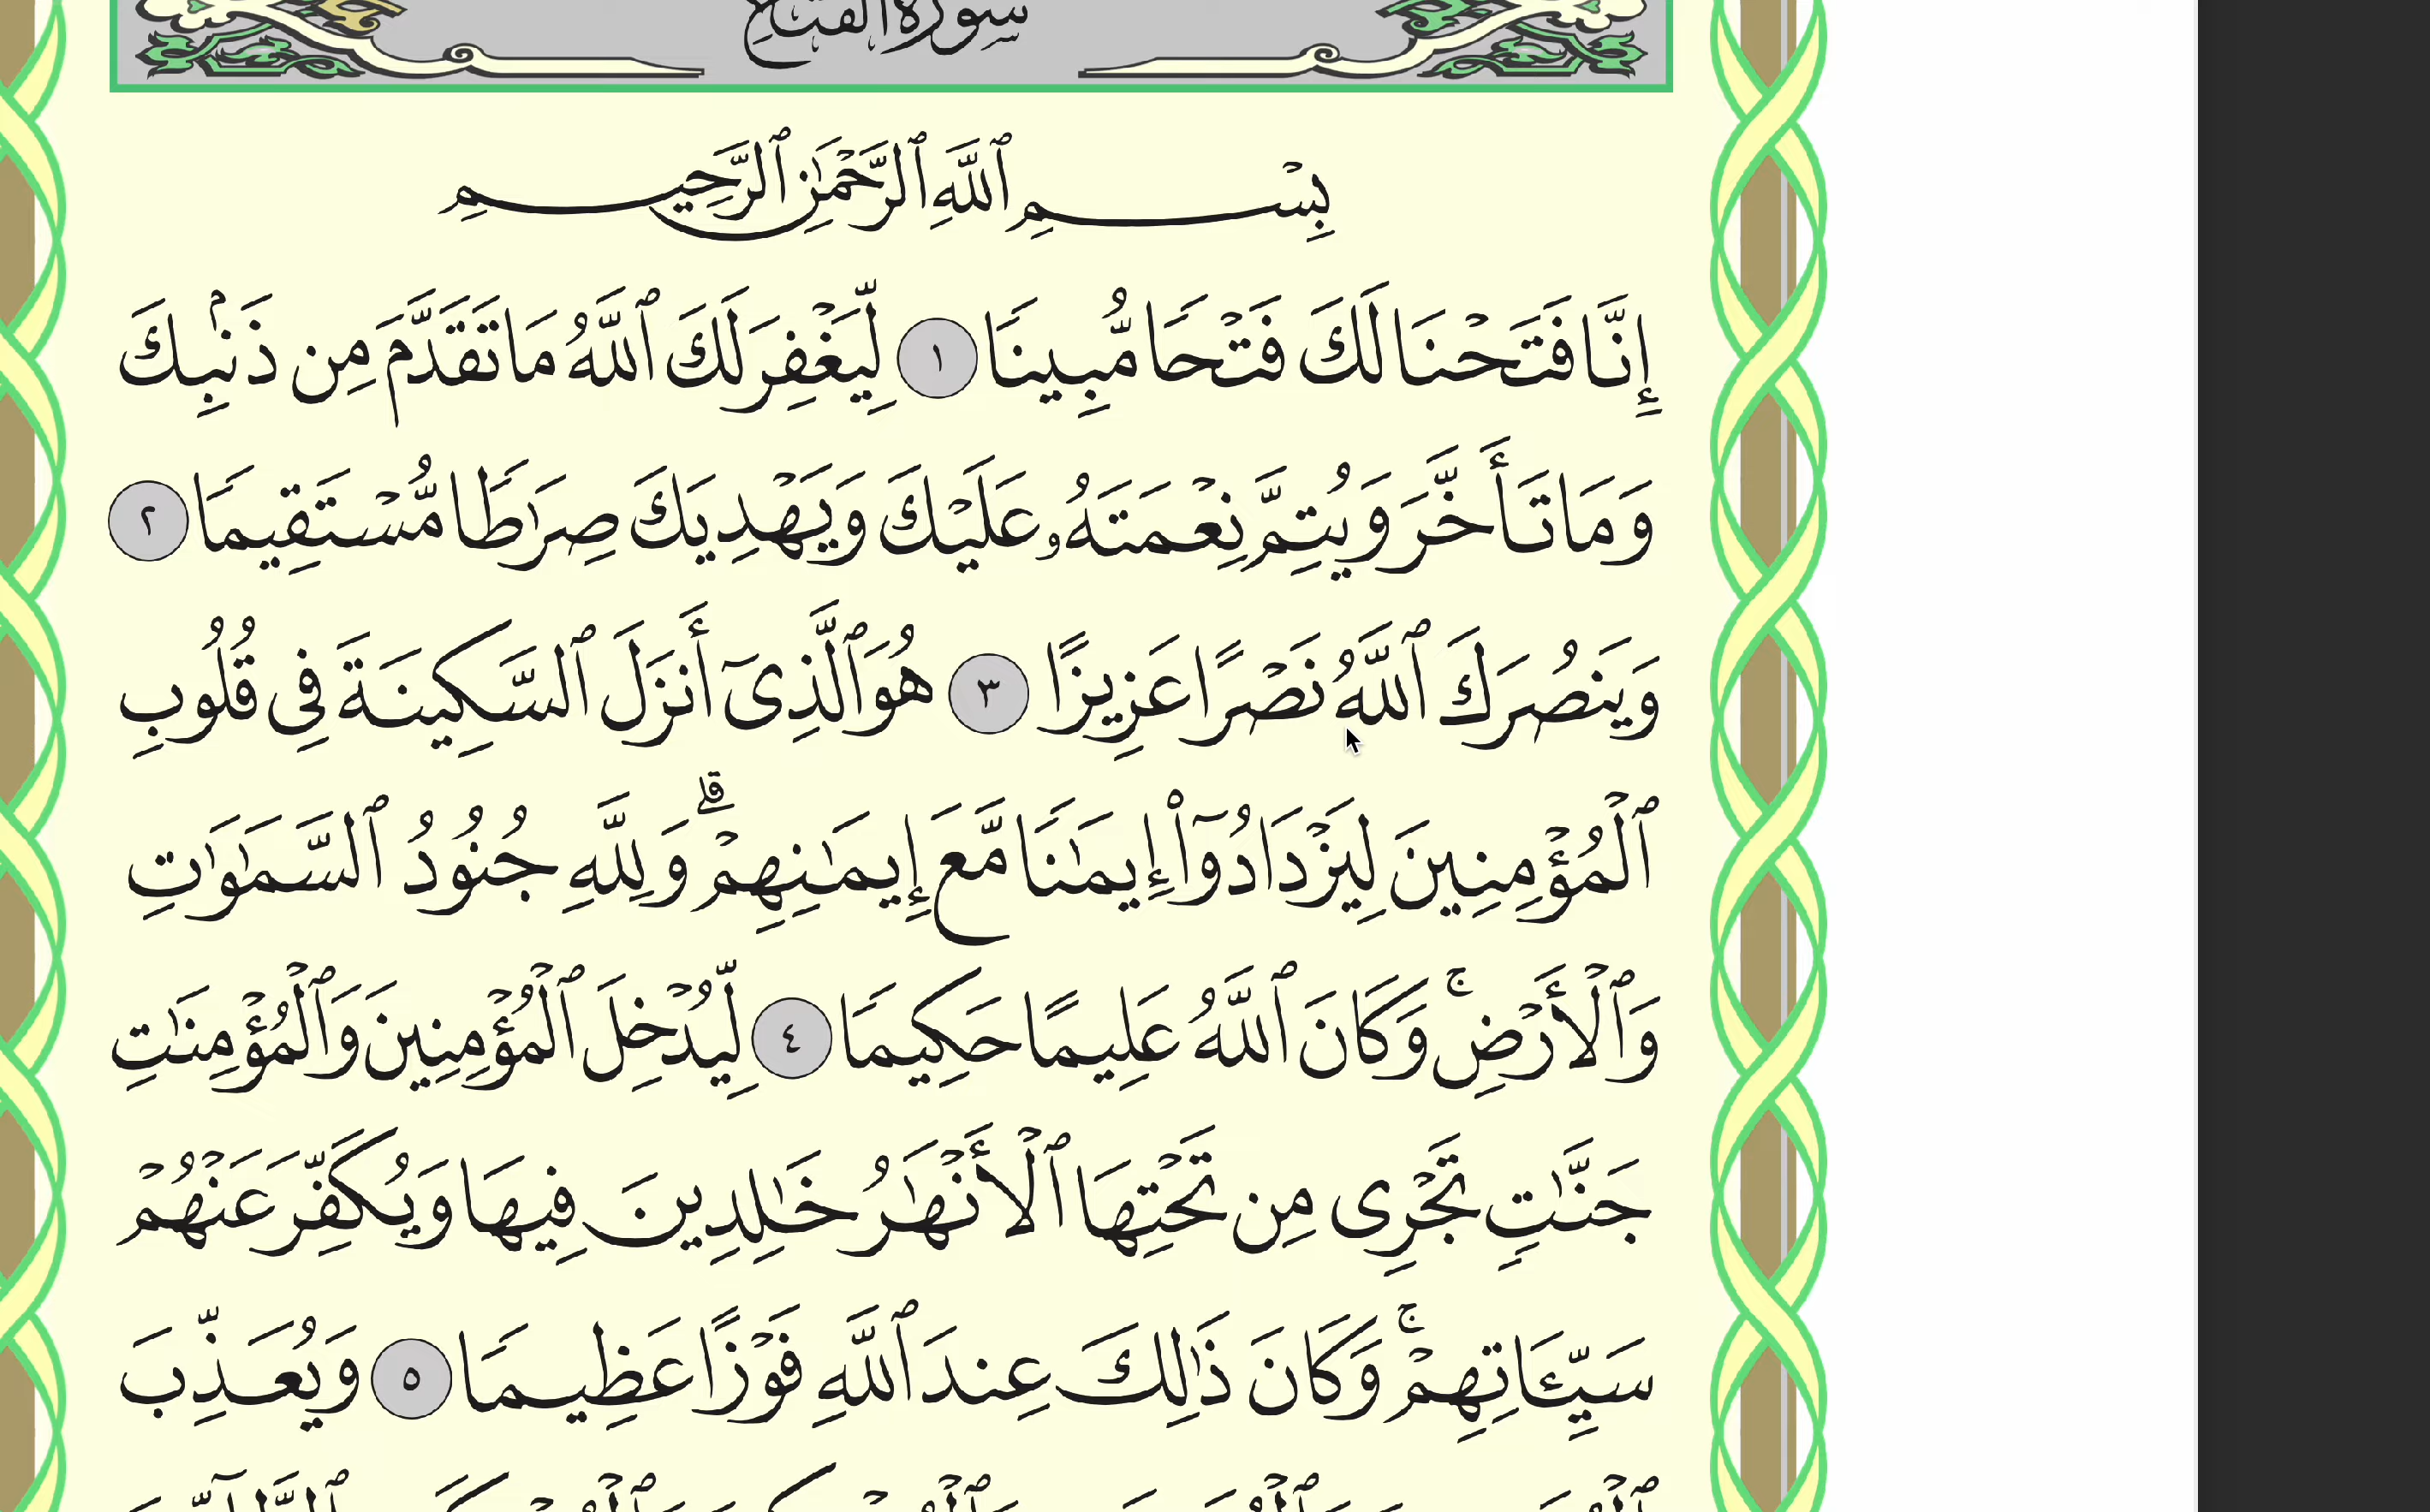 سورة الفتح
بِسْمِ ٱللَّهِ ٱلرَّحْمَٰنِ ٱلرَّحِيمِ
إِنَّا فَتَحْنَا لَكَ فَتْحًا مُّبِينًا ١ لِّيَغْفِرَ لَكَ ٱللَّهُ مَا تَقَدَّمَ مِن ذَنۢبِكَ
وَمَا تَأَخَّرَ وَيُتِمَّ نِعْمَتَهُۥ عَلَيْكَ وَيَهْدِيَكَ صِرَٰطًا مُّسْتَقِيمًا ٢
وَيَنصُرَكَ ٱللَّهُ نَصْرًا عَزِيزًا ٣ هُوَ ٱلَّذِىٓ أَنزَلَ ٱلسَّكِينَةَ فِى قُلُوبِ
ٱلْمُؤْمِنِينَ لِيَزْدَادُوٓا۟ إِيمَٰنًا مَّعَ إِيمَٰنِهِمْ ۗ وَلِلَّهِ جُنُودُ ٱلسَّمَٰوَٰتِ
وَٱلْأَرْضِ ۚ وَكَانَ ٱللَّهُ عَلِيمًا حَكِيمًا ٤ لِّيُدْخِلَ ٱلْمُؤْمِنِينَ وَٱلْمُؤْمِنَٰتِ
جَنَّٰتٍ تَجْرِى مِن تَحْتِهَا ٱلْأَنْهَٰرُ خَٰلِدِينَ فِيهَا وَيُكَفِّرَ عَنْهُمْ
سَيِّـَٔاتِهِمْ ۚ وَكَانَ ذَٰلِكَ عِندَ ٱللَّهِ فَوْزًا عَظِيمًا ٥ وَيُعَذِّبَ